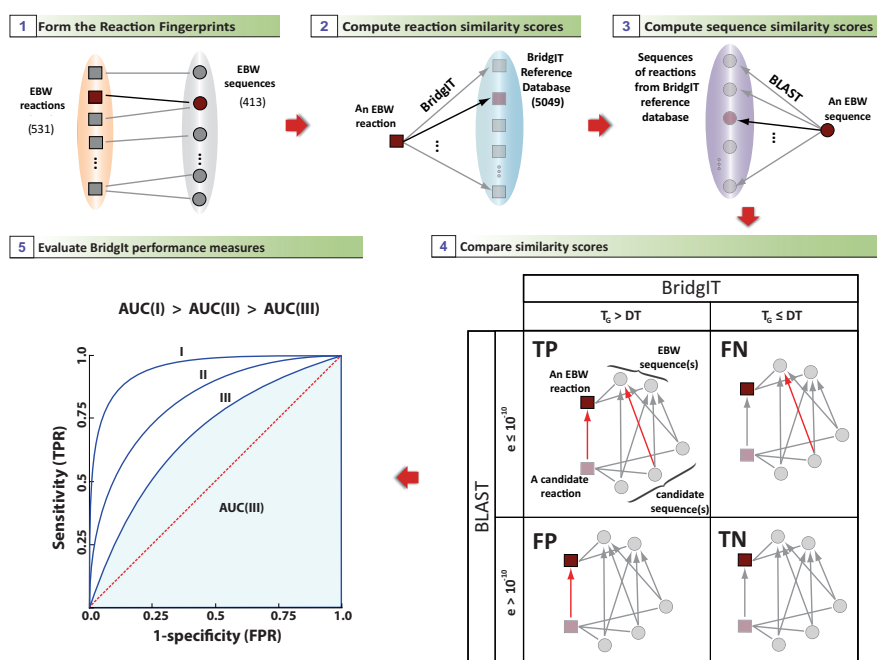 1 Form the Reaction Fingerprints
EBW
reactions
(531)
EBW
sequences
(413)
2 Compute reaction similarity scores
An EBW
reaction
BridgIT
BridgIT
Reference
Database
(5049)
3 Compute sequence similarity scores
Sequences
of reactions
from BridgIT
reference
database
BLAST
An EBW
sequence
5 Evaluate BridgIt performance measures
AUC(I) > AUC(II) > AUC(III)
I
II
III
AUC(III)
Sensitivity (TPR)
1.0
0.75
0.5
0.25
0.0
0.25
0.5
0.75
1.0
1-specificity (FPR)
4 Compare similarity scores
BridgIT
T_G > DT
T_G ≤ DT
BLAST
e ≤ 10^-10
e > 10^-10
TP
An EBW
reaction
EBW
sequence(s)
A candidate
reaction
candidate
sequence(s)
FN
FP
TN